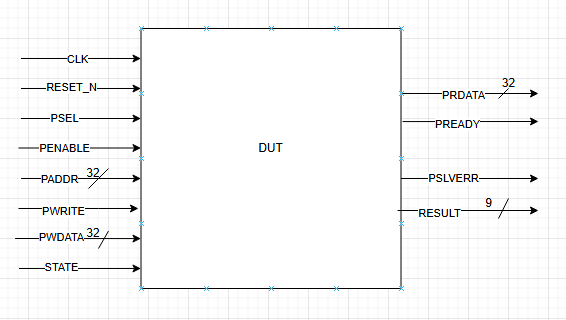 CLK
RESET_N
PSEL
PENABLE
PADDR 32
PWRITE
PWDATA 32
STATE
DUT
PRDATA 32
PREADY
PSLVERR
RESULT 9